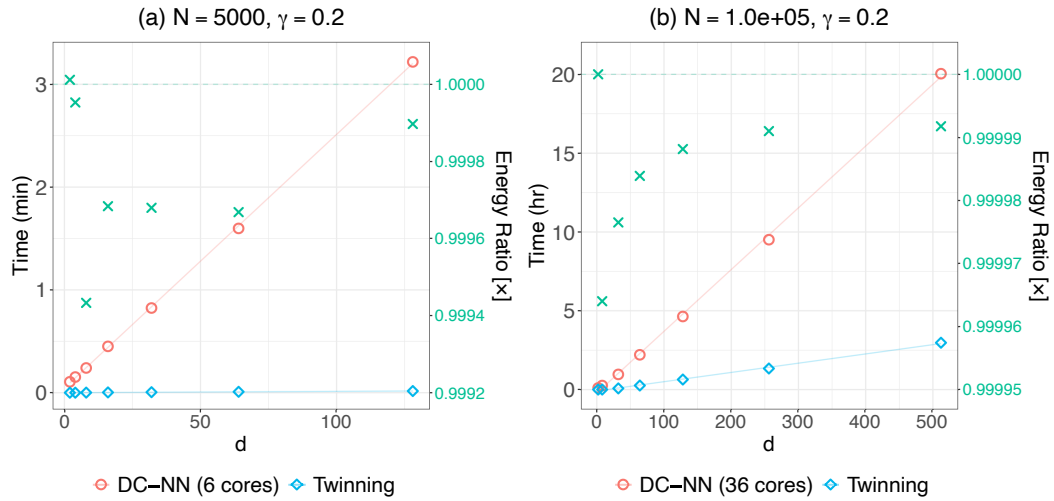 (a) N = 5000, γ = 0.2
Time (min)
3
2
1
0
1.0000
0.9998
0.9996
0.9994
0.9992
Energy Ratio [×]
0
50
100
d
DC−NN (6 cores)
Twinning
(b) N = 1.0e+05, γ = 0.2
Time (hr)
20
15
10
5
0
1.00000
0.99999
0.99998
0.99997
0.99996
0.99995
Energy Ratio [×]
0
100
200
300
400
500
d
DC−NN (36 cores)
Twinning